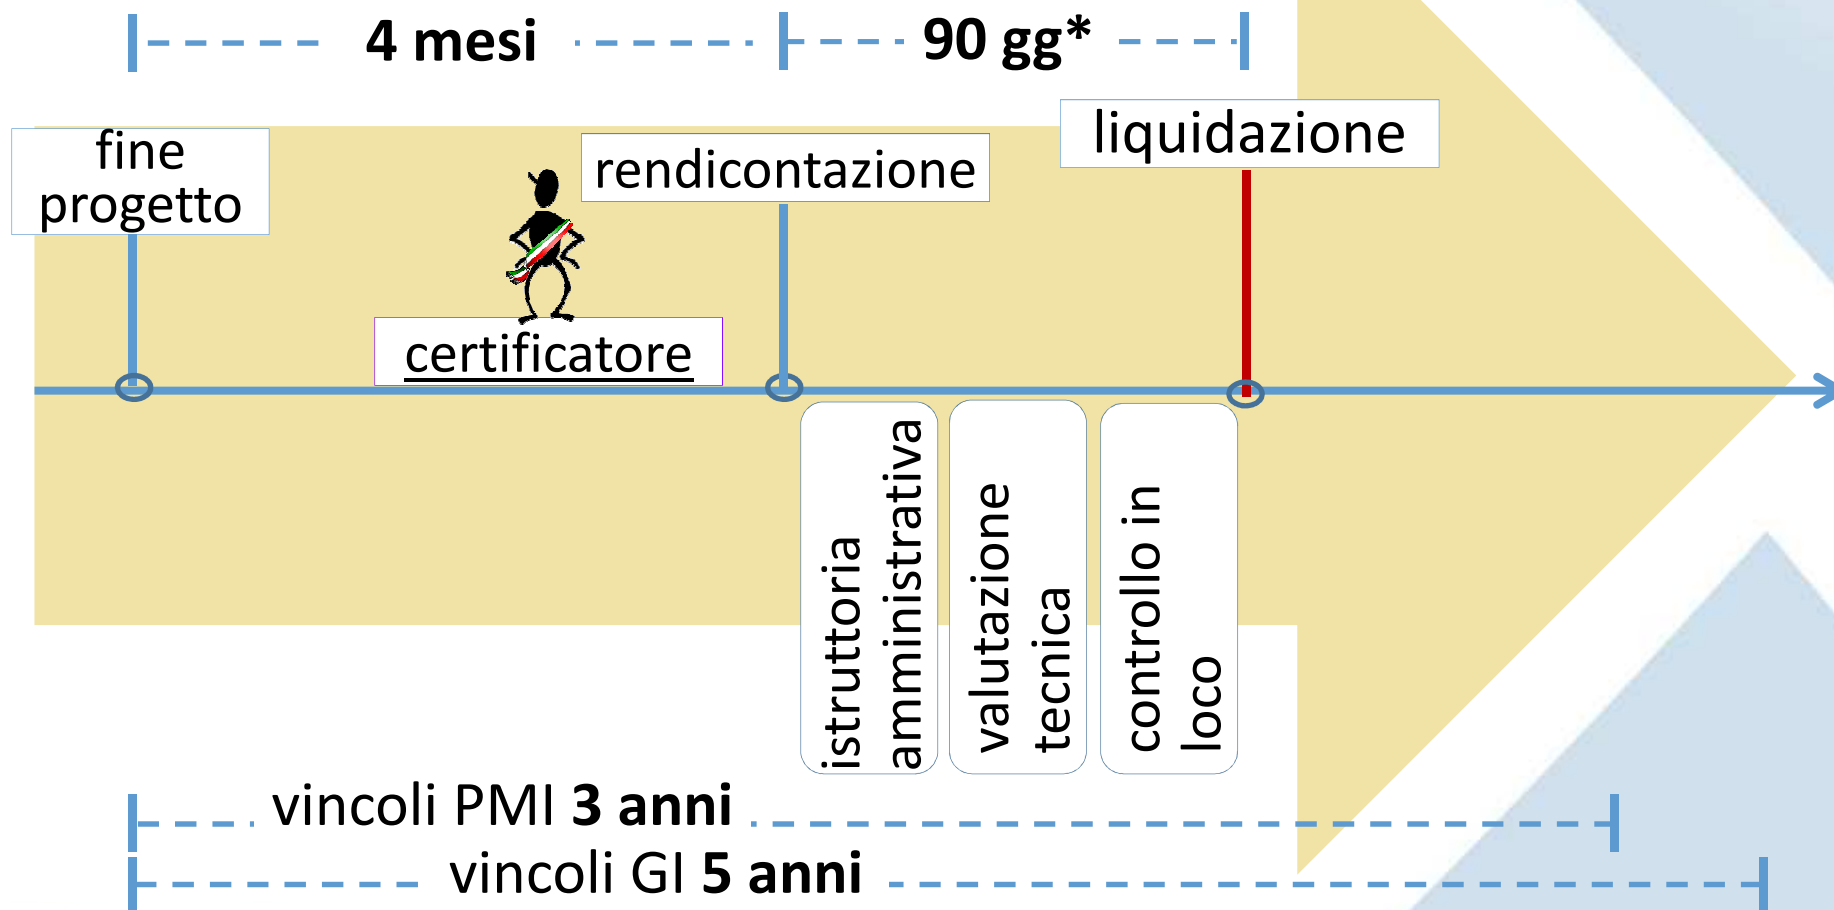 4 mesi
90 gg*
fine
progetto
rendicontazione
liquidazione
certificatore
istruttoria
amministrativa
valutazione
tecnica
controllo in
loco
vincoli PMI 3 anni
vincoli GI 5 anni